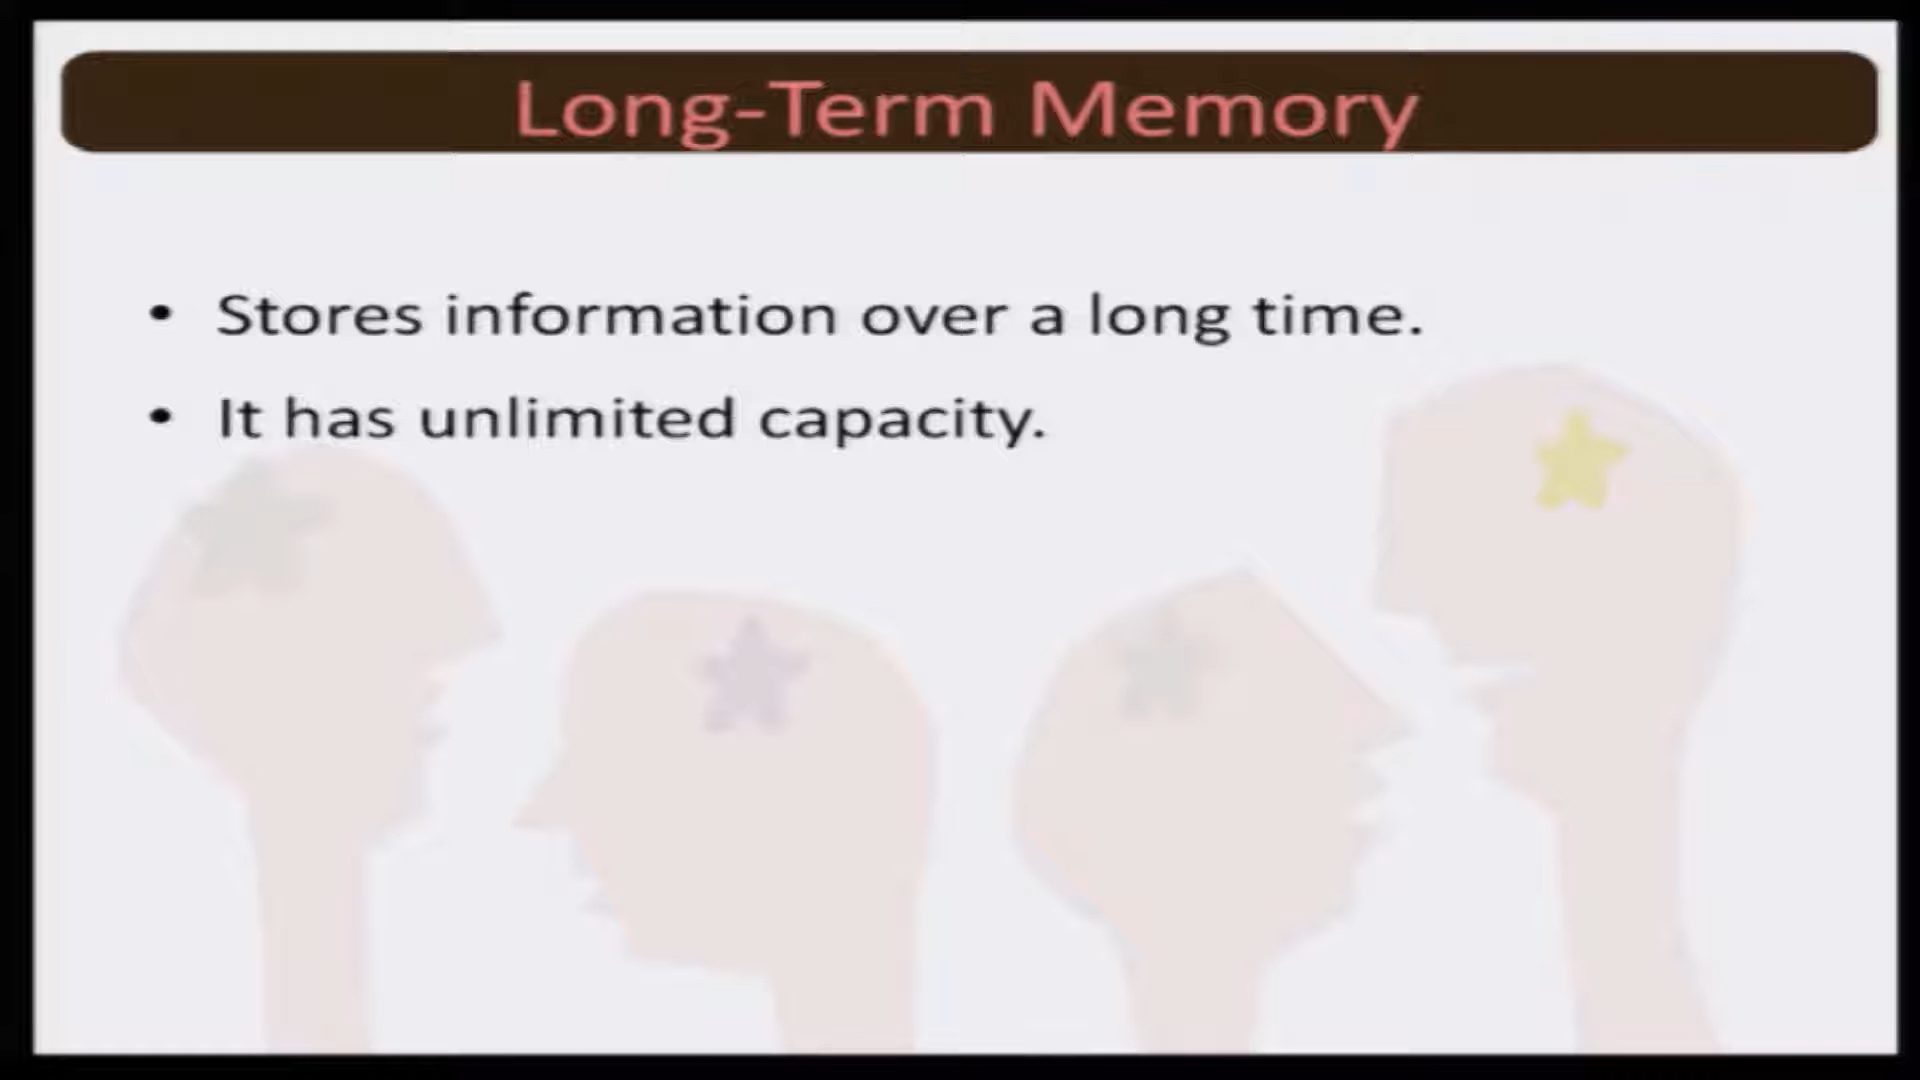 Long-Term Memory
• Stores information over a long time.
• It has unlimited capacity.